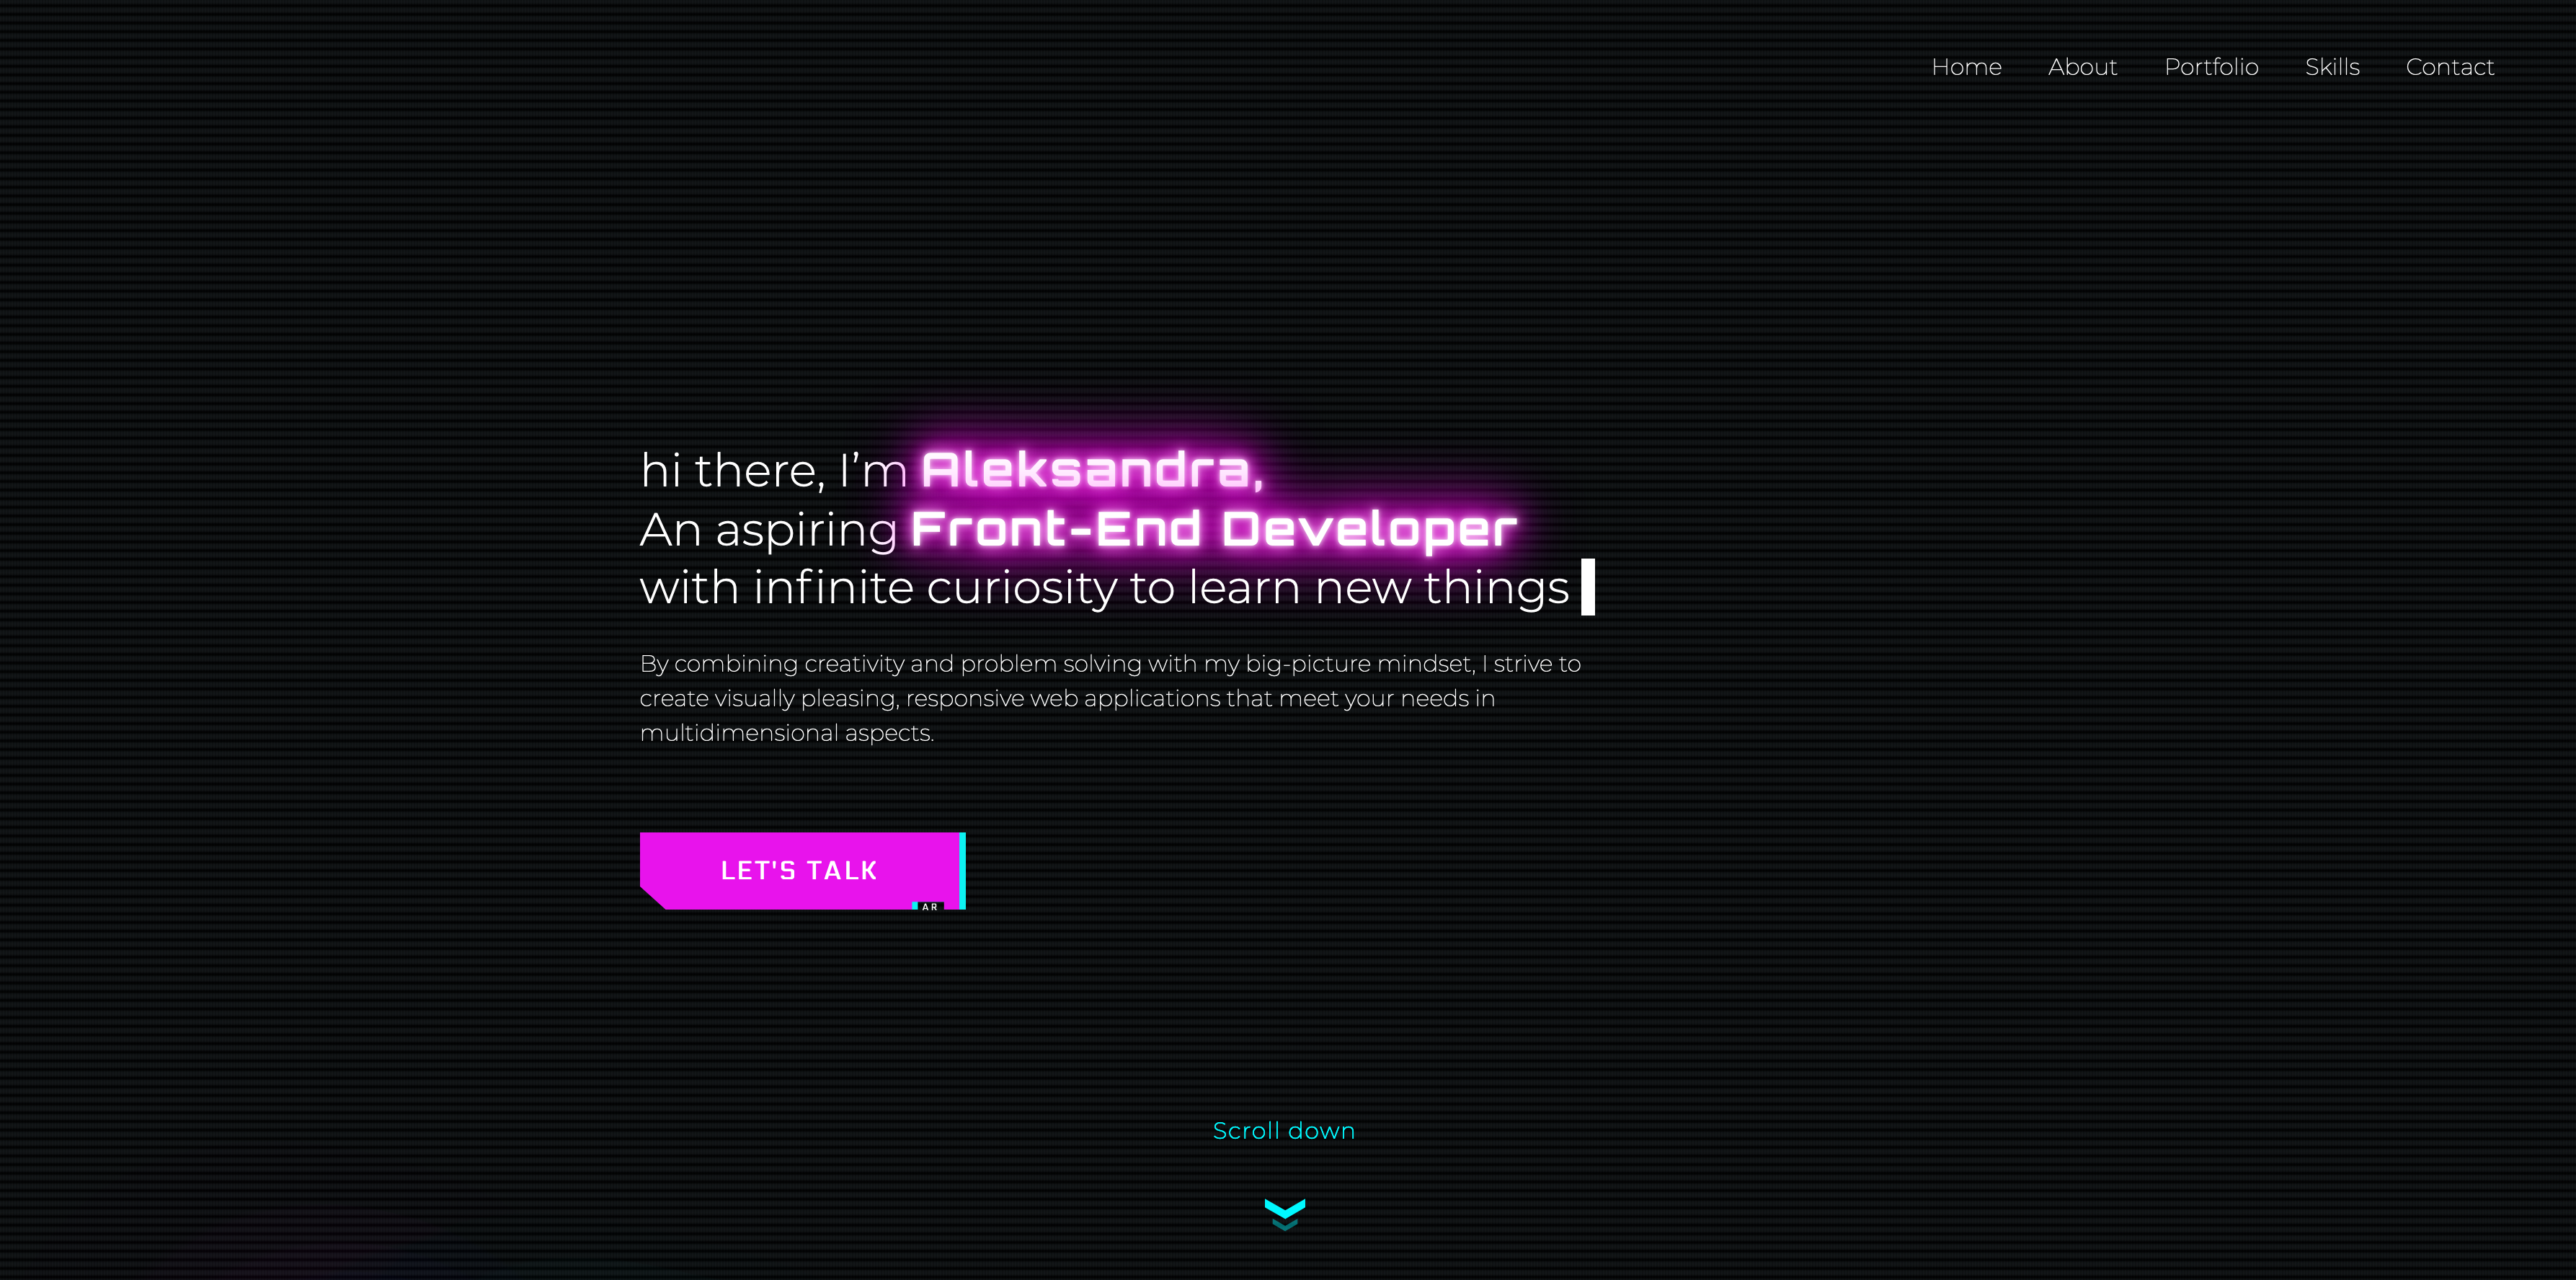 Home About Portfolio Skills Contact
hi there, I’m Aleksandra,
An aspiring Front-End Developer
with infinite curiosity to learn new things
By combining creativity and problem solving with my big-picture mindset, I strive to
create visually pleasing, responsive web applications that meet your needs in
multidimensional aspects.
LET'S TALK
AR
Scroll down